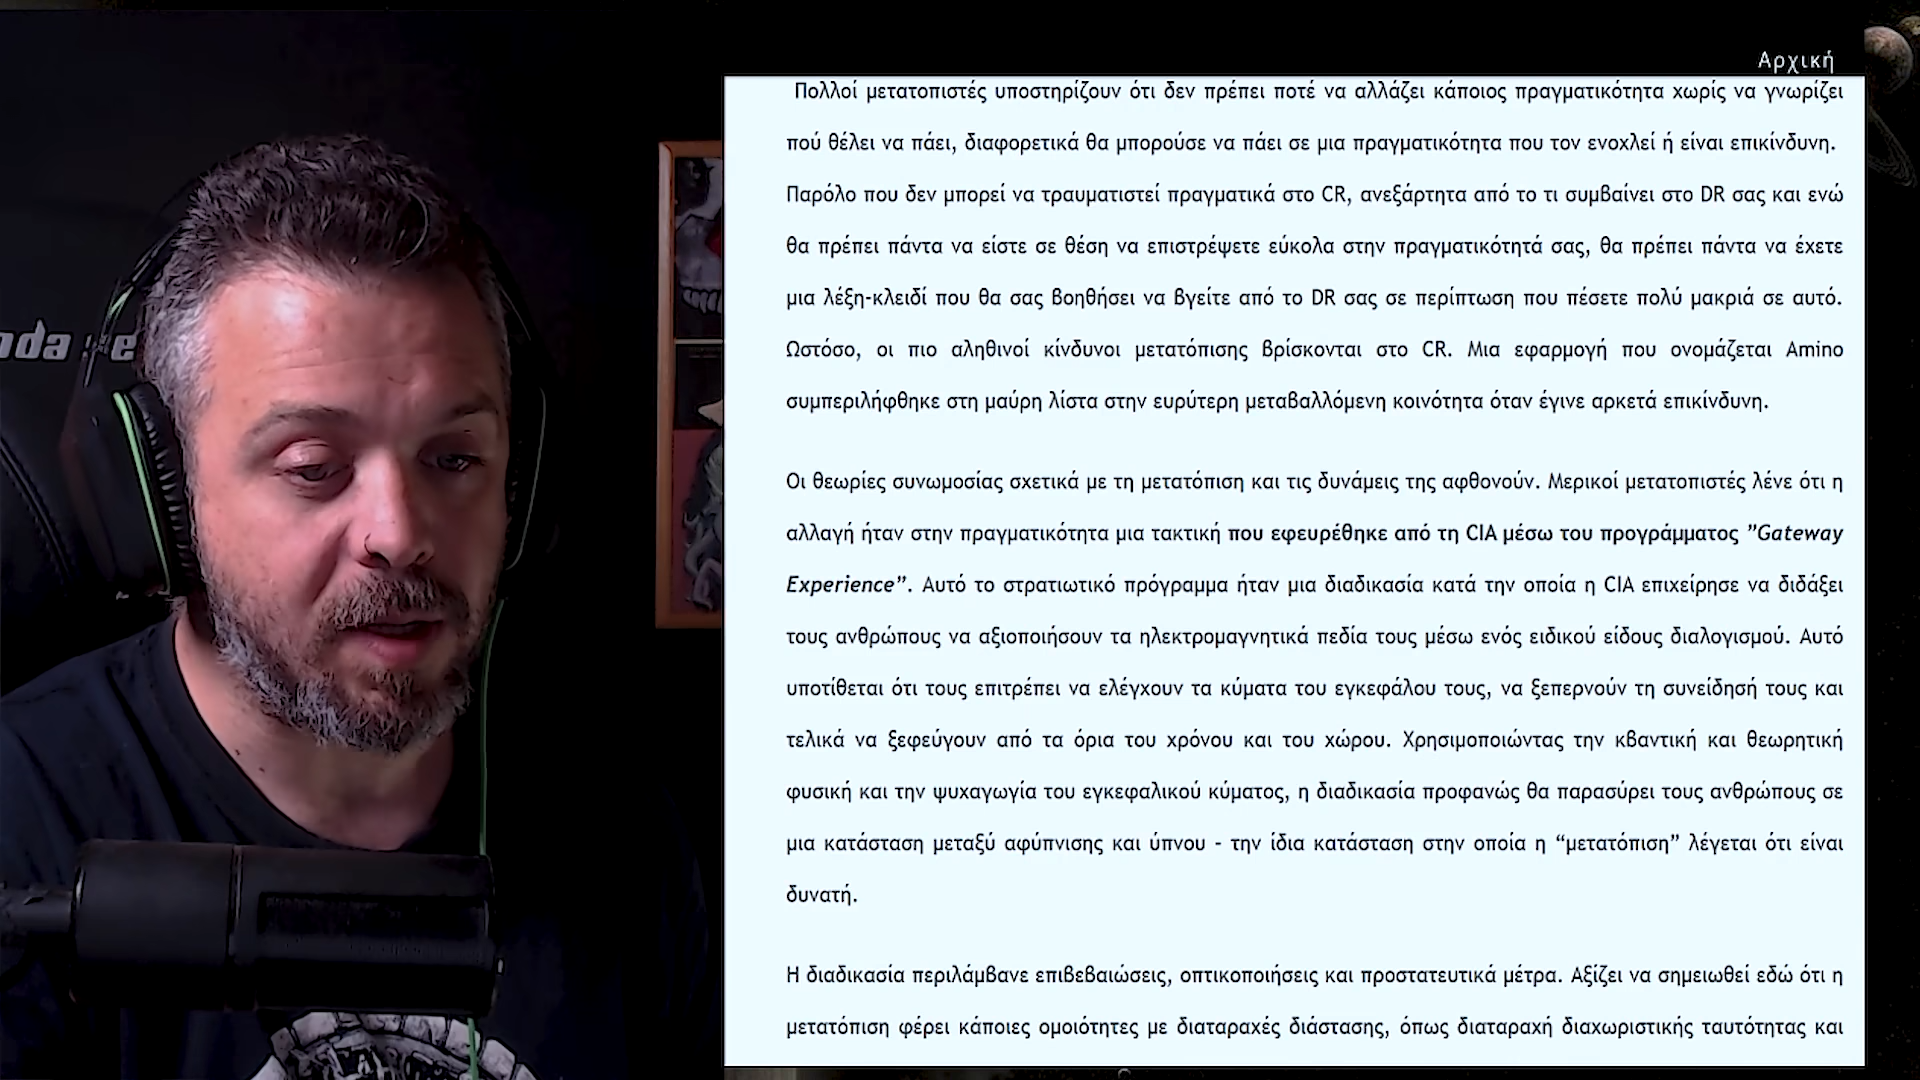 Αρχική
Πολλοί μετατοπιστές υποστηρίζουν ότι δεν πρέπει ποτέ να αλλάζει κάποιος πραγματικότητα χωρίς να γνωρίζει
πού θέλει να πάει, διαφορετικά θα μπορούσε να πάει σε μια πραγματικότητα που τον ενοχλεί ή είναι επικίνδυνη.
Παρόλο που δεν μπορεί να τραυματιστεί πραγματικά στο CR, ανεξάρτητα από το τι συμβαίνει στο DR σας και ενώ
θα πρέπει πάντα να είστε σε θέση να επιστρέψετε εύκολα στην πραγματικότητά σας, θα πρέπει πάντα να έχετε
μια λέξη-κλειδί που θα σας βοηθήσει να βγείτε από το DR σας σε περίπτωση που πέσετε πολύ μακριά σε αυτό.
Ωστόσο, οι πιο αληθινοί κίνδυνοι μετατόπισης βρίσκονται στο CR. Μια εφαρμογή που ονομάζεται Amino
συμπεριλήφθηκε στη μαύρη λίστα στην ευρύτερη μεταβαλλόμενη κοινότητα όταν έγινε αρκετά επικίνδυνη.
Οι θεωρίες συνωμοσίας σχετικά με τη μετατόπιση και τις δυνάμεις της αφθονούν. Μερικοί μετατοπιστές λένε ότι η
αλλαγή ήταν στην πραγματικότητα μια τακτική που εφευρέθηκε από τη CIA μέσω του προγράμματος ”Gateway
Experience”. Αυτό το στρατιωτικό πρόγραμμα ήταν μια διαδικασία κατά την οποία η CIA επιχείρησε να διδάξει
τους ανθρώπους να αξιοποιήσουν τα ηλεκτρομαγνητικά πεδία τους μέσω ενός ειδικού είδους διαλογισμού. Αυτό
υποτίθεται ότι τους επιτρέπει να ελέγχουν τα κύματα του εγκεφάλου τους, να ξεπερνούν τη συνείδησή τους και
τελικά να ξεφεύγουν από τα όρια του χρόνου και του χώρου. Χρησιμοποιώντας την κβαντική και θεωρητική
φυσική και την ψυχαγωγία του εγκεφαλικού κύματος, η διαδικασία προφανώς θα παρασύρει τους ανθρώπους σε
μια κατάσταση μεταξύ αφύπνισης και ύπνου - την ίδια κατάσταση στην οποία η “μετατόπιση” λέγεται ότι είναι
δυνατή.
Η διαδικασία περιλάμβανε επιβεβαιώσεις, οπτικοποιήσεις και προστατευτικά μέτρα. Αξίζει να σημειωθεί εδώ ότι η
μετατόπιση φέρει κάποιες ομοιότητες με διαταραχές διάστασης, όπως διαταραχή διαχωριστικής ταυτότητας και